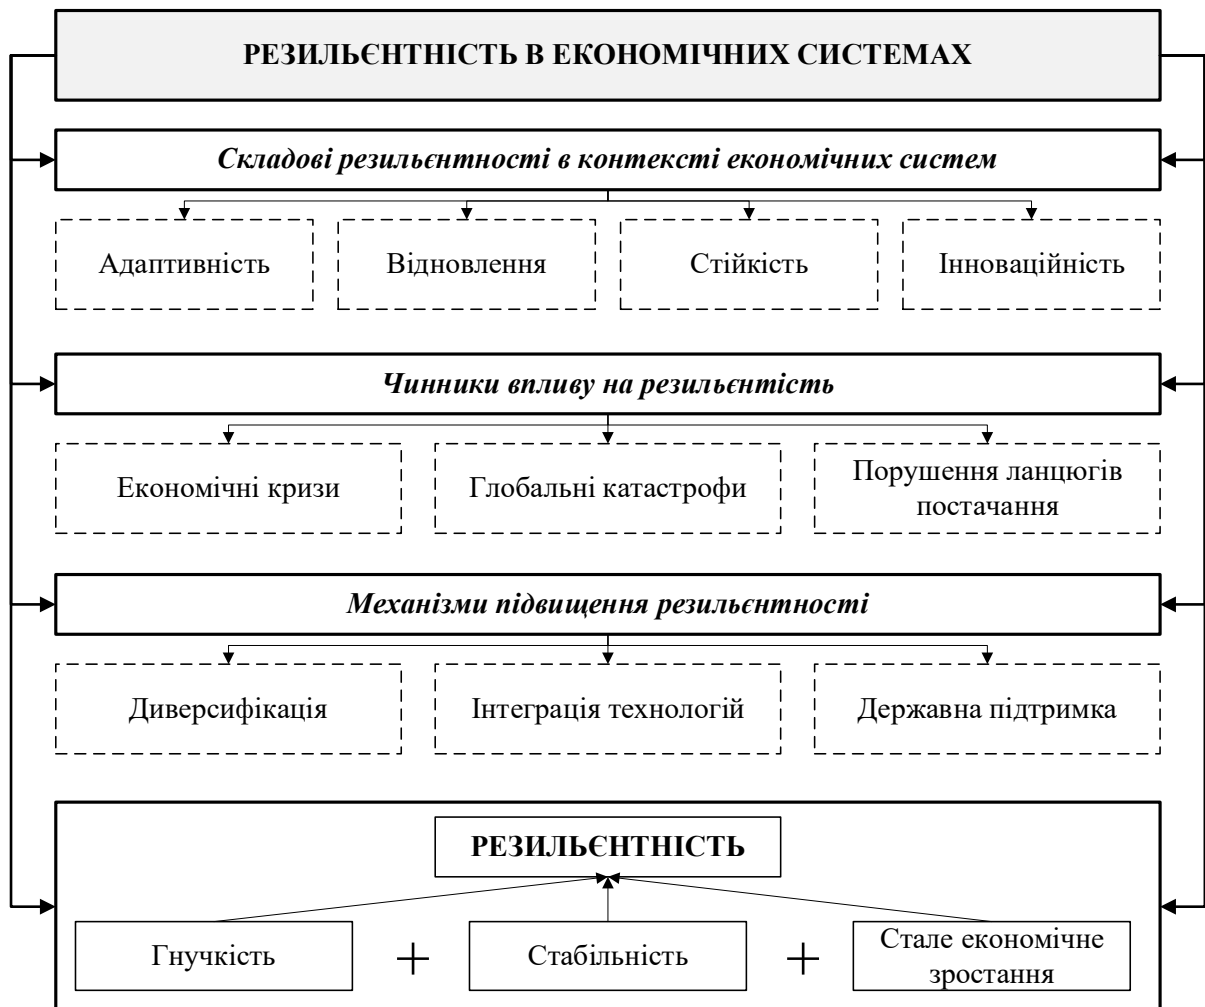 РЕЗИЛЬЄНТНІСТЬ В ЕКОНОМІЧНИХ СИСТЕМАХ
Складові резильєнтності в контексті економічних систем
Адаптивність
Відновлення
Стійкість
Інноваційність
Чинники впливу на резильєнтість
Економічні кризи
Глобальні катастрофи
Порушення ланцюгів
постачання
Механізми підвищення резильєнтності
Диверсифікація
Інтеграція технологій
Державна підтримка
РЕЗИЛЬЄНТНІСТЬ
Гнучкість
+
Стабільність
+
Стале економічне
зростання